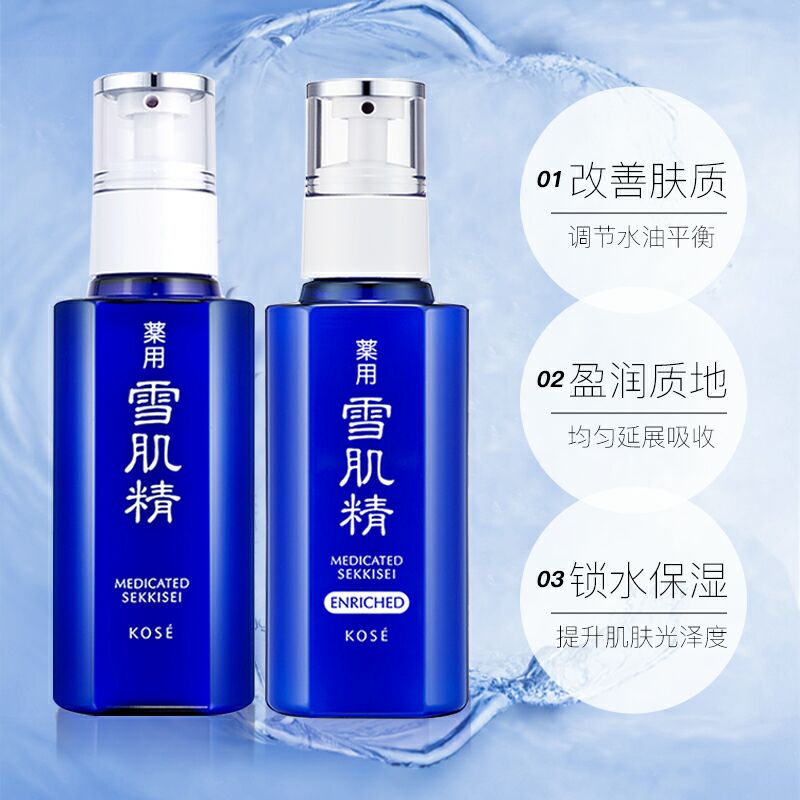 薬用
雪肌精
MEDICATED
SEKKISEI
KOSÉ
薬用
雪肌精
MEDICATED
SEKKISEI
ENRICHED
KOSÉ
01 改善肤质
调节水油平衡
02 盈润质地
均匀延展吸收
03 锁水保湿
提升肌肤光泽度